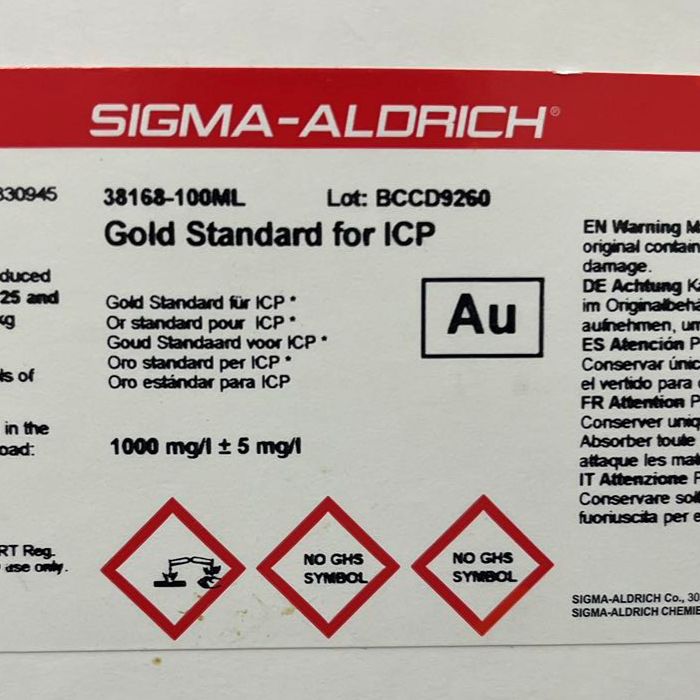 SIGMA-ALDRICH®
330945
38168-100ML Lot: BCCD9260
Gold Standard for ICP
duced
25 and
kg
ls of
in the
oad:
RT Reg.
use only.
Gold Standard für ICP *
Or standard pour ICP *
Goud Standaard voor ICP *
Oro standard per ICP *
Oro estándar para ICP
Au
1000 mg/l ± 5 mg/l
NO GHS
SYMBOL
NO GHS
SYMBOL
EN Warning M
original contain
damage.
DE Achtung Ka
im Originalbehä
aufnehmen, um
ES Atención P
Conservar únic
el vertido para
FR Attention P
Conserver uniq
Absorber toute
attaque les mat
IT Attenzione P
Conservare sol
fuoriuscita per e
SIGMA-ALDRICH Co., 30
SIGMA-ALDRICH CHEMIE